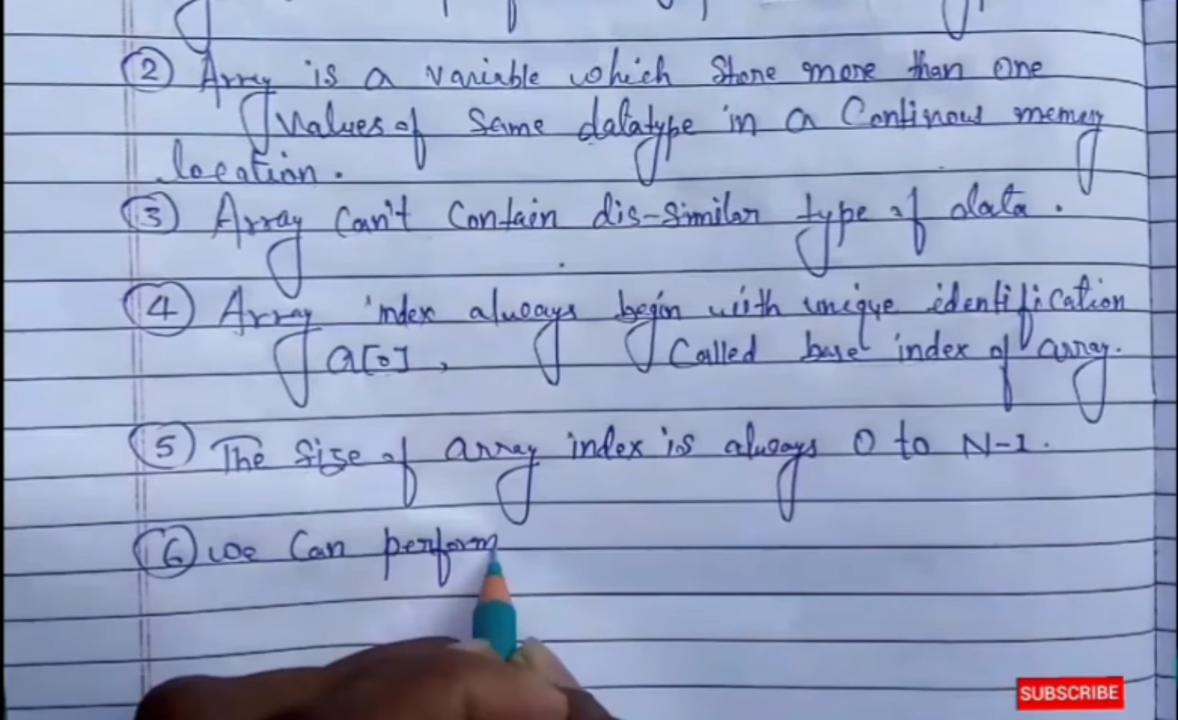 ② Array is a variable which Store more than one
values of same datatype in a Continous memory
location.
③ Array Can't Contain dis-similar type of data.
④ Array index always begin with unique identification
a[0], Called base index of array.
⑤ The Size of array index is always 0 to N-1.
⑥ we Can perform
SUBSCRIBE